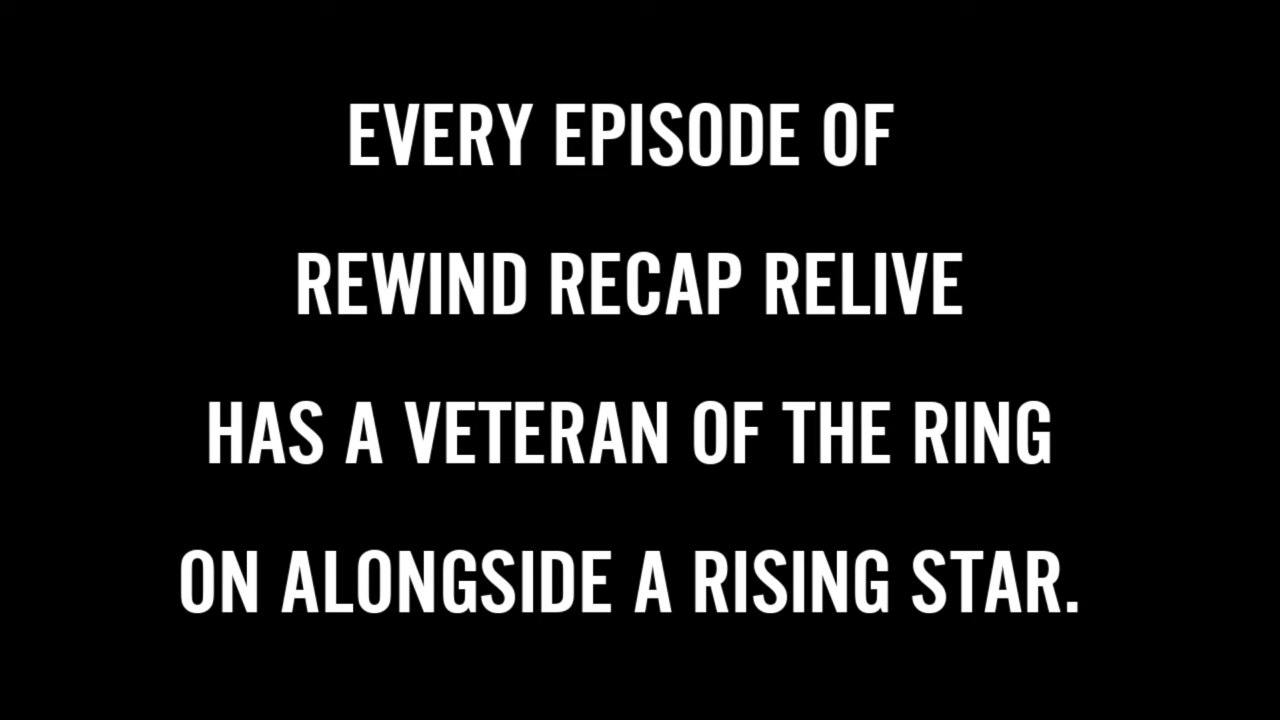 EVERY EPISODE OF
REWIND RECAP RELIVE
HAS A VETERAN OF THE RING
ON ALONGSIDE A RISING STAR.